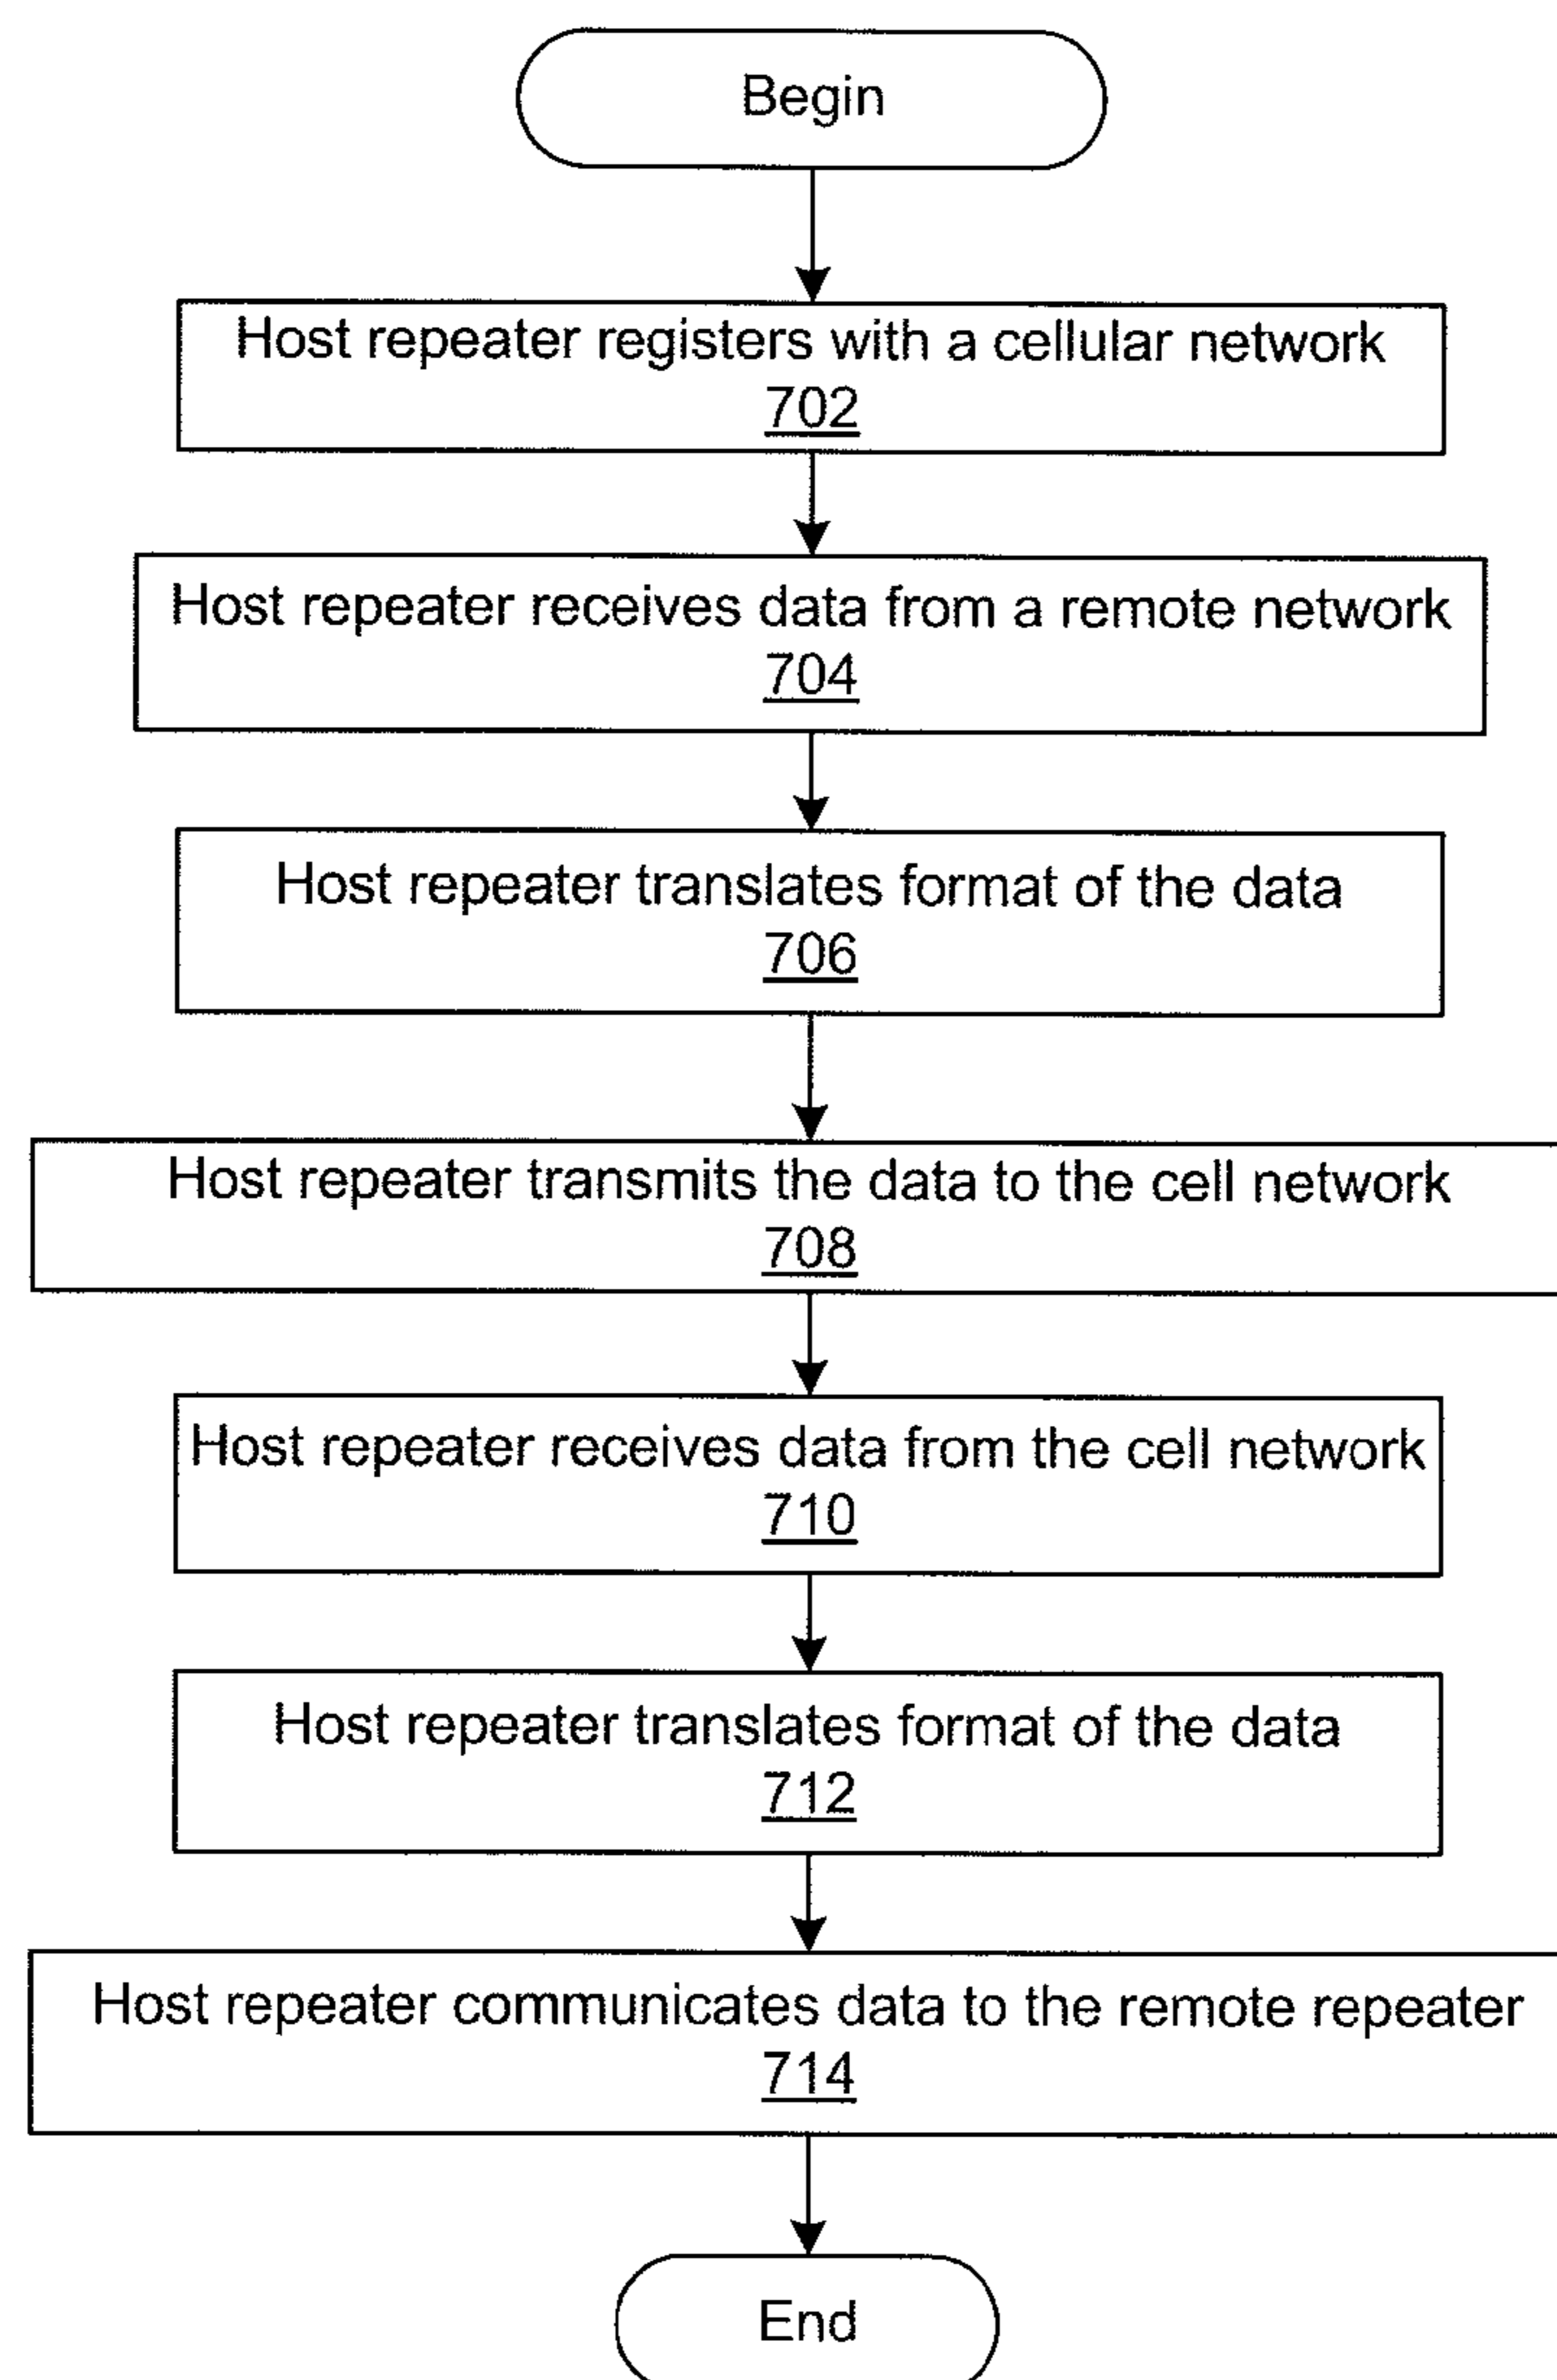 Begin
Host repeater registers with a cellular network
702
Host repeater receives data from a remote network
704
Host repeater translates format of the data
706
Host repeater transmits the data to the cell network
708
Host repeater receives data from the cell network
710
Host repeater translates format of the data
712
Host repeater communicates data to the remote repeater
714
End